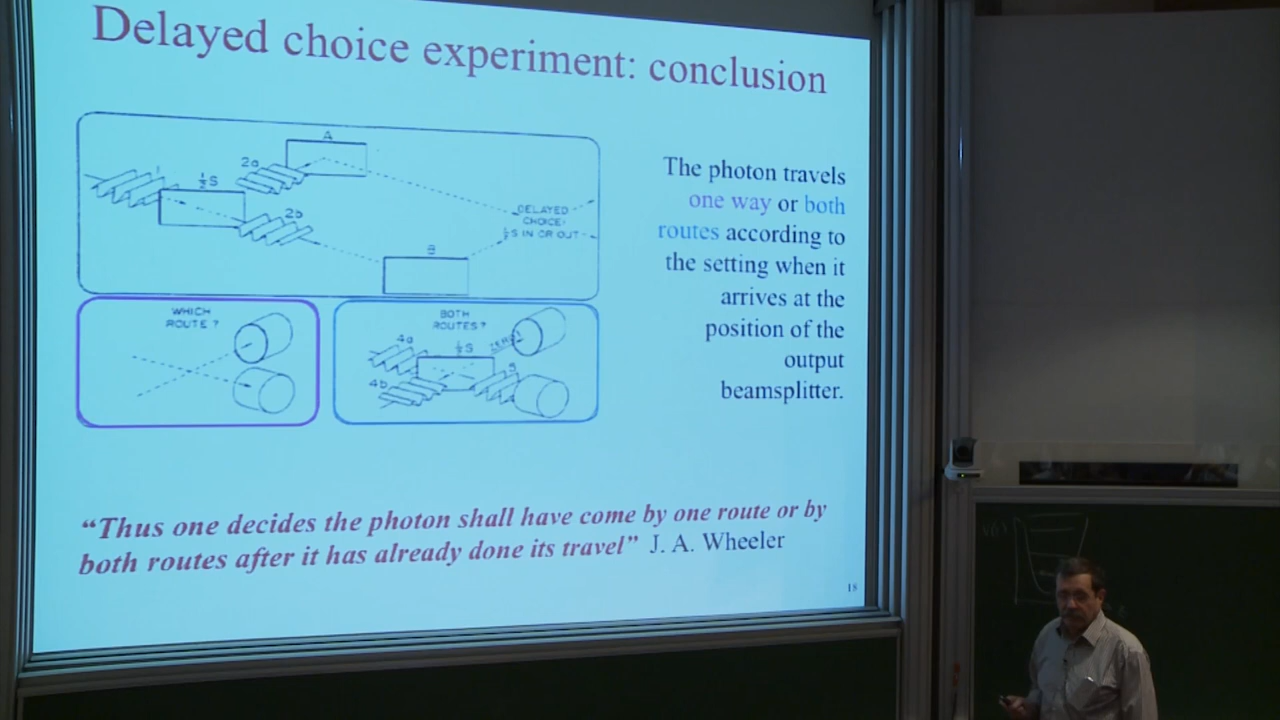 Delayed choice experiment: conclusion
A
2a
1
½S
2b
DELAYED
CHOICE:
½S IN OR OUT
B
WHICH
ROUTE?
BOTH
ROUTES?
4a
½S
ZERO
4b
5
The photon travels
one way or both
routes according to
the setting when it
arrives at the
position of the
output
beamsplitter.
“Thus one decides the photon shall have come by one route or by
both routes after it has already done its travel” J. A. Wheeler
18